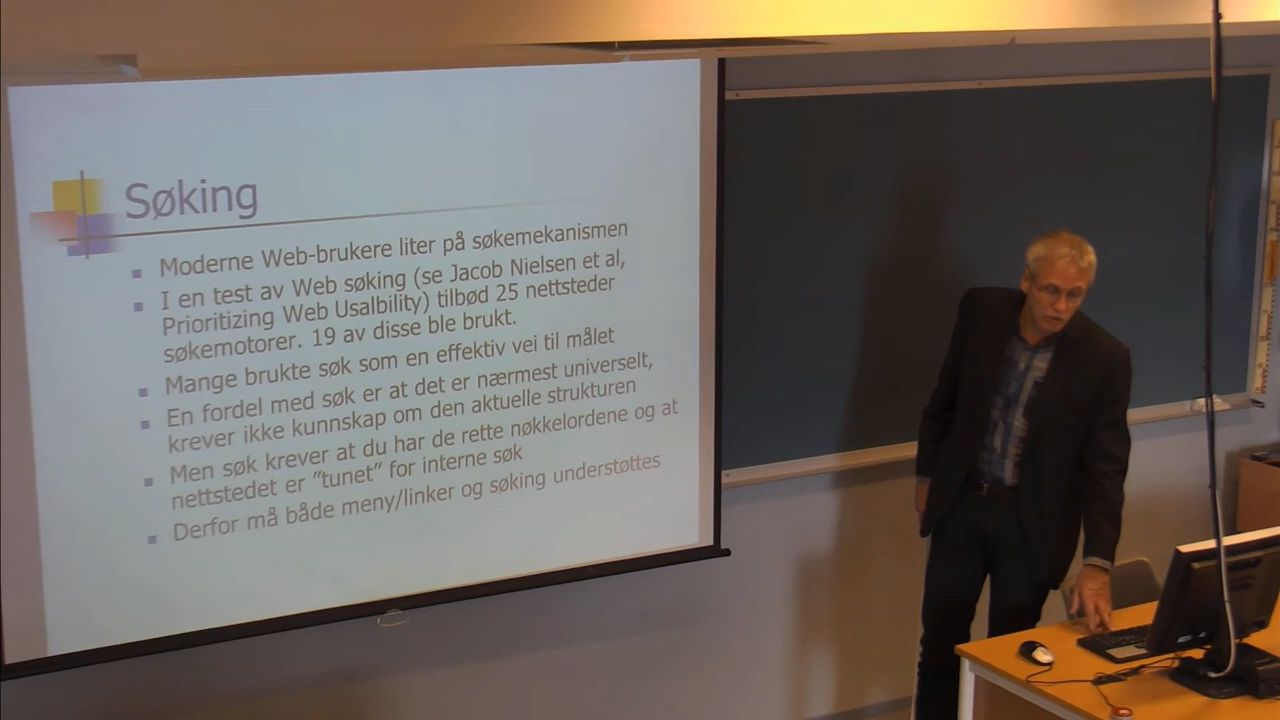 Søking
Moderne Web-brukere liter på søkemekanismen
I en test av Web søking (se Jacob Nielsen et al,
Prioritizing Web Usalbility) tilbød 25 nettsteder
søkemotorer. 19 av disse ble brukt.
Mange brukte søk som en effektiv vei til målet
En fordel med søk er at det er nærmest universelt,
krever ikke kunnskap om den aktuelle strukturen
Men søk krever at du har de rette nøkkelordene og at
nettstedet er "tunet" for interne søk
Derfor må både meny/linker og søking understøttes